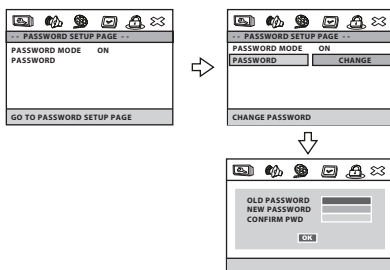 - - PASSWORD SETUP PAGE - -
PASSWORD MODE ON
PASSWORD
GO TO PASSWORD SETUP PAGE
- - PASSWORD SETUP PAGE - -
PASSWORD MODE ON
PASSWORD CHANGE
CHANGE PASSWORD
OLD PASSWORD
NEW PASSWORD
CONFIRM PWD
OK